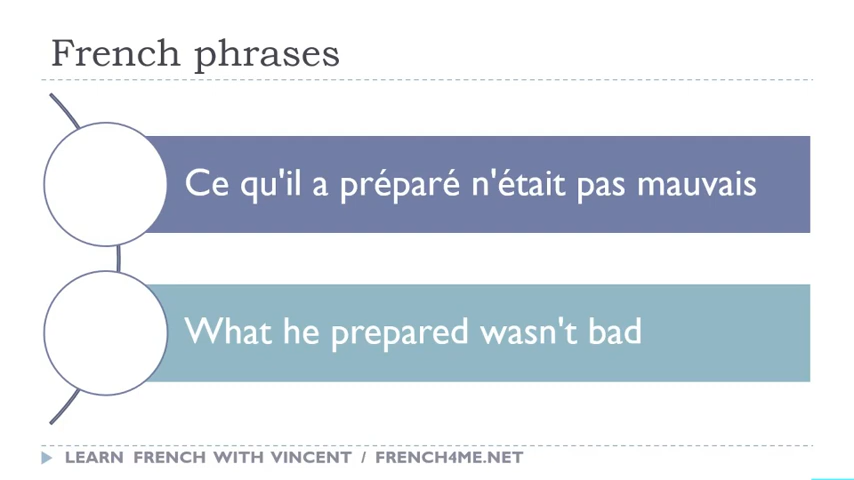 French phrases
Ce qu'il a préparé n'était pas mauvais
What he prepared wasn't bad
LEARN FRENCH WITH VINCENT / FRENCH4ME.NET